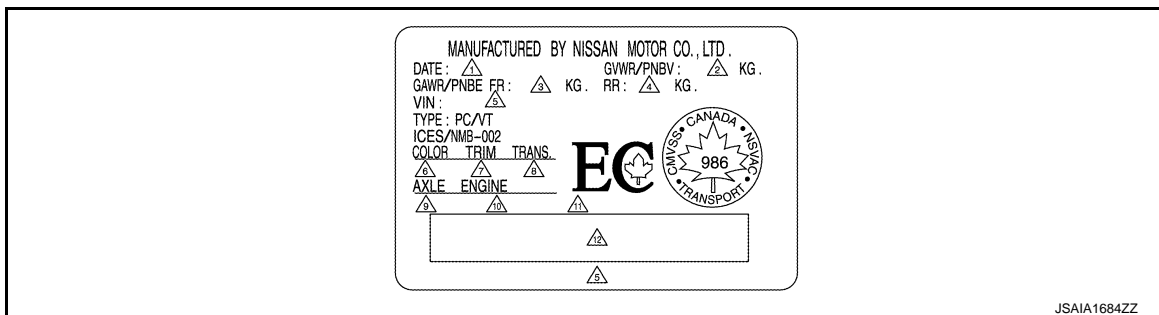 MANUFACTURED BY NISSAN MOTOR CO., LTD.
DATE: 1 GVWR/PNBV: 2 KG.
GAWR/PNBE FR: 3 KG. RR: 4 KG.
VIN: 5
TYPE: PC/VT
ICES/NMB-002
COLOR TRIM TRANS.
6 7 8
AXLE ENGINE
9 10 11
EC
CMVSS • CANADA • NSVAC • TRANSPORT •
986
12
5
JSAIA1684ZZ